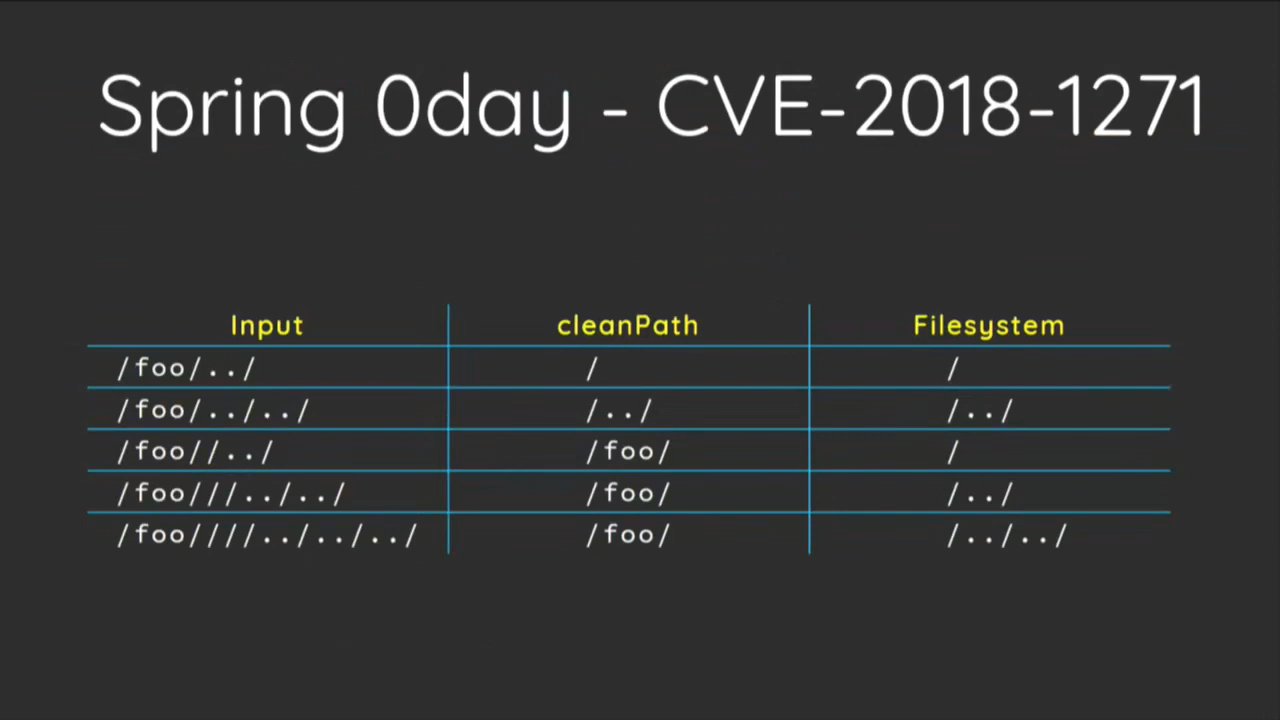 Spring 0day - CVE-2018-1271
Input cleanPath Filesystem
/foo/../ / /
/foo/../../ /../ /../
/foo//../ /foo/ /
/foo///../../ /foo/ /../
/foo////../../../ /foo/ /../../